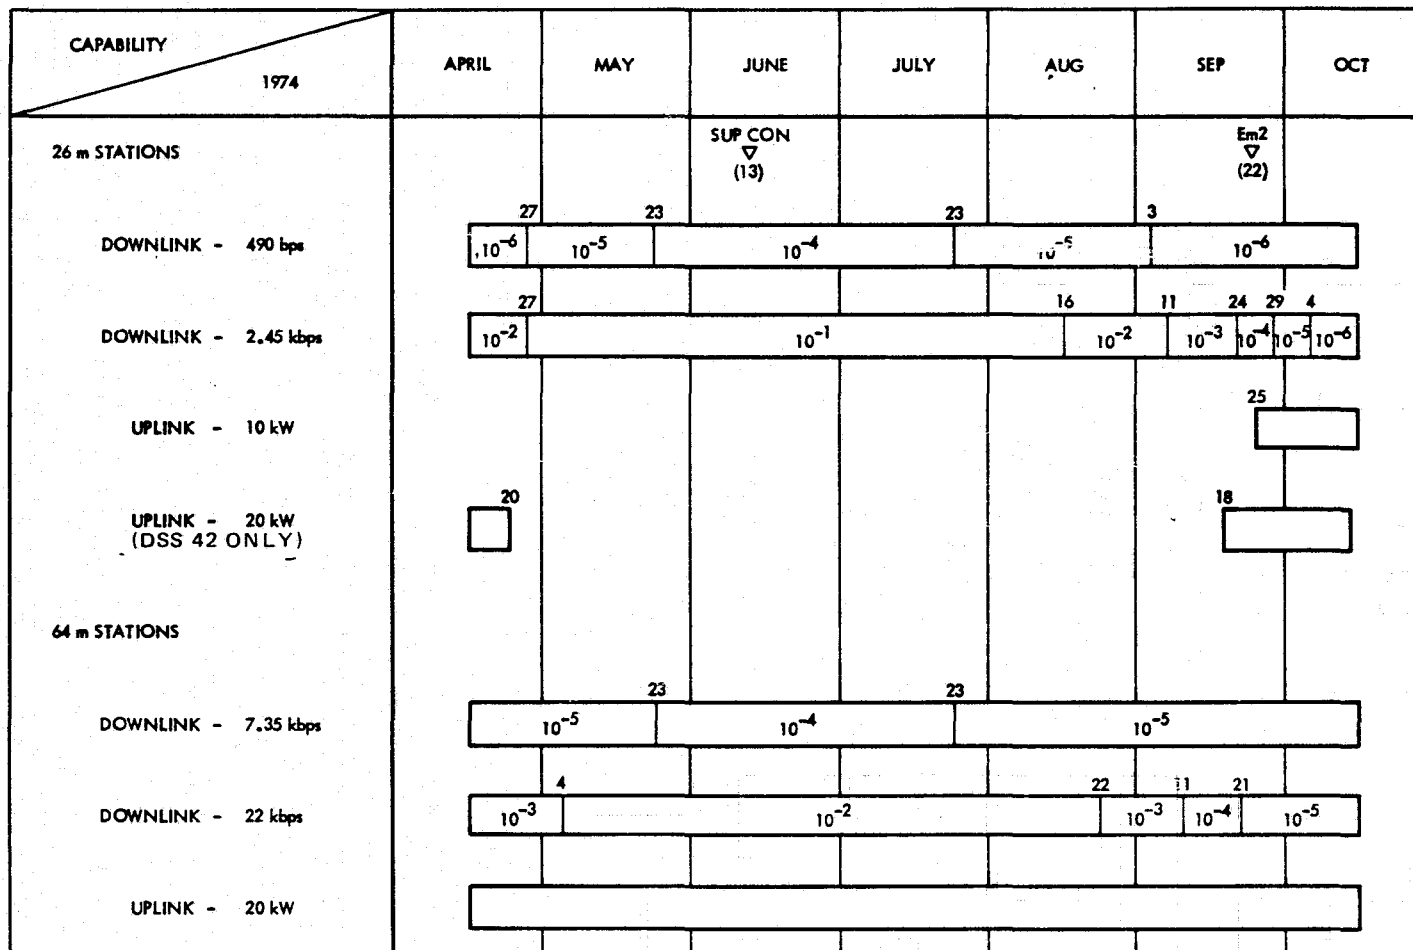 CAPABILITY
1974
APRIL MAY JUNE JULY AUG SEP OCT
26 m STATIONS
SUP CON
▽
(13)
Em2
▽
(22)
27 23 23 3
DOWNLINK - 490 bps
10⁻⁶ 10⁻⁵ 10⁻⁴ 10⁻⁵ 10⁻⁶
27 16 11 24 29 4
DOWNLINK - 2.45 kbps
10⁻² 10⁻¹ 10⁻² 10⁻³ 10⁻⁴ 10⁻⁵ 10⁻⁶
25
UPLINK - 10 kW
20 18
UPLINK - 20 kW
(DSS 42 ONLY)
64 m STATIONS
23 23
DOWNLINK - 7.35 kbps
10⁻⁵ 10⁻⁴ 10⁻⁵
4 22 11 21
DOWNLINK - 22 kbps
10⁻³ 10⁻² 10⁻³ 10⁻⁴ 10⁻⁵
UPLINK - 20 kW